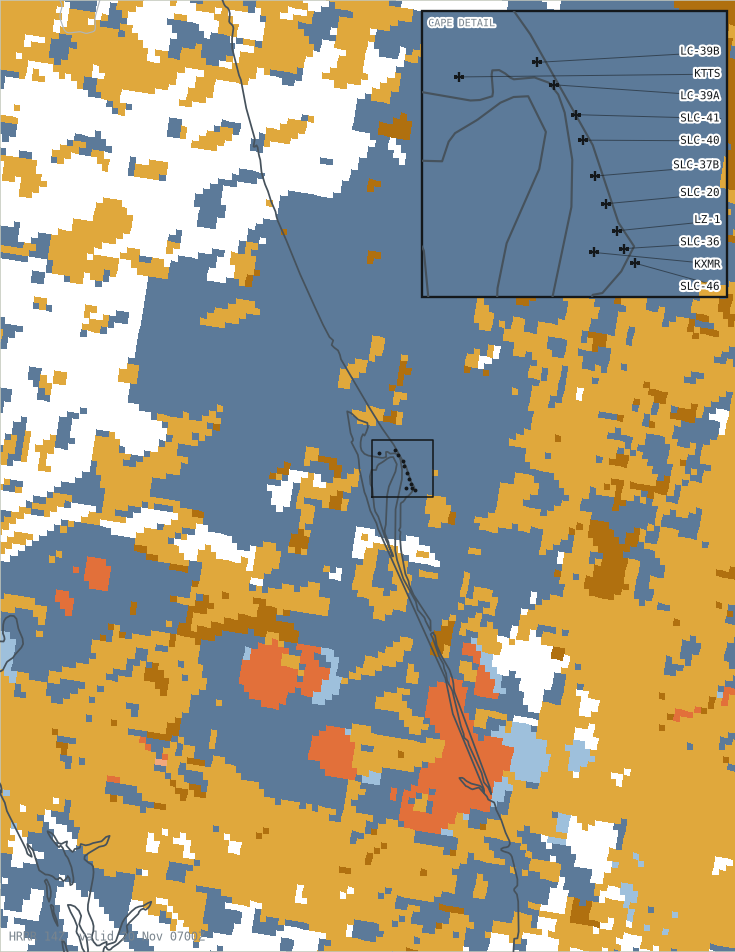 CAPE DETAIL
LC-39B
KTTS
LC-39A
SLC-41
SLC-40
SLC-37B
SLC-20
LZ-1
SLC-36
KXMR
SLC-46
Nov 0700Z